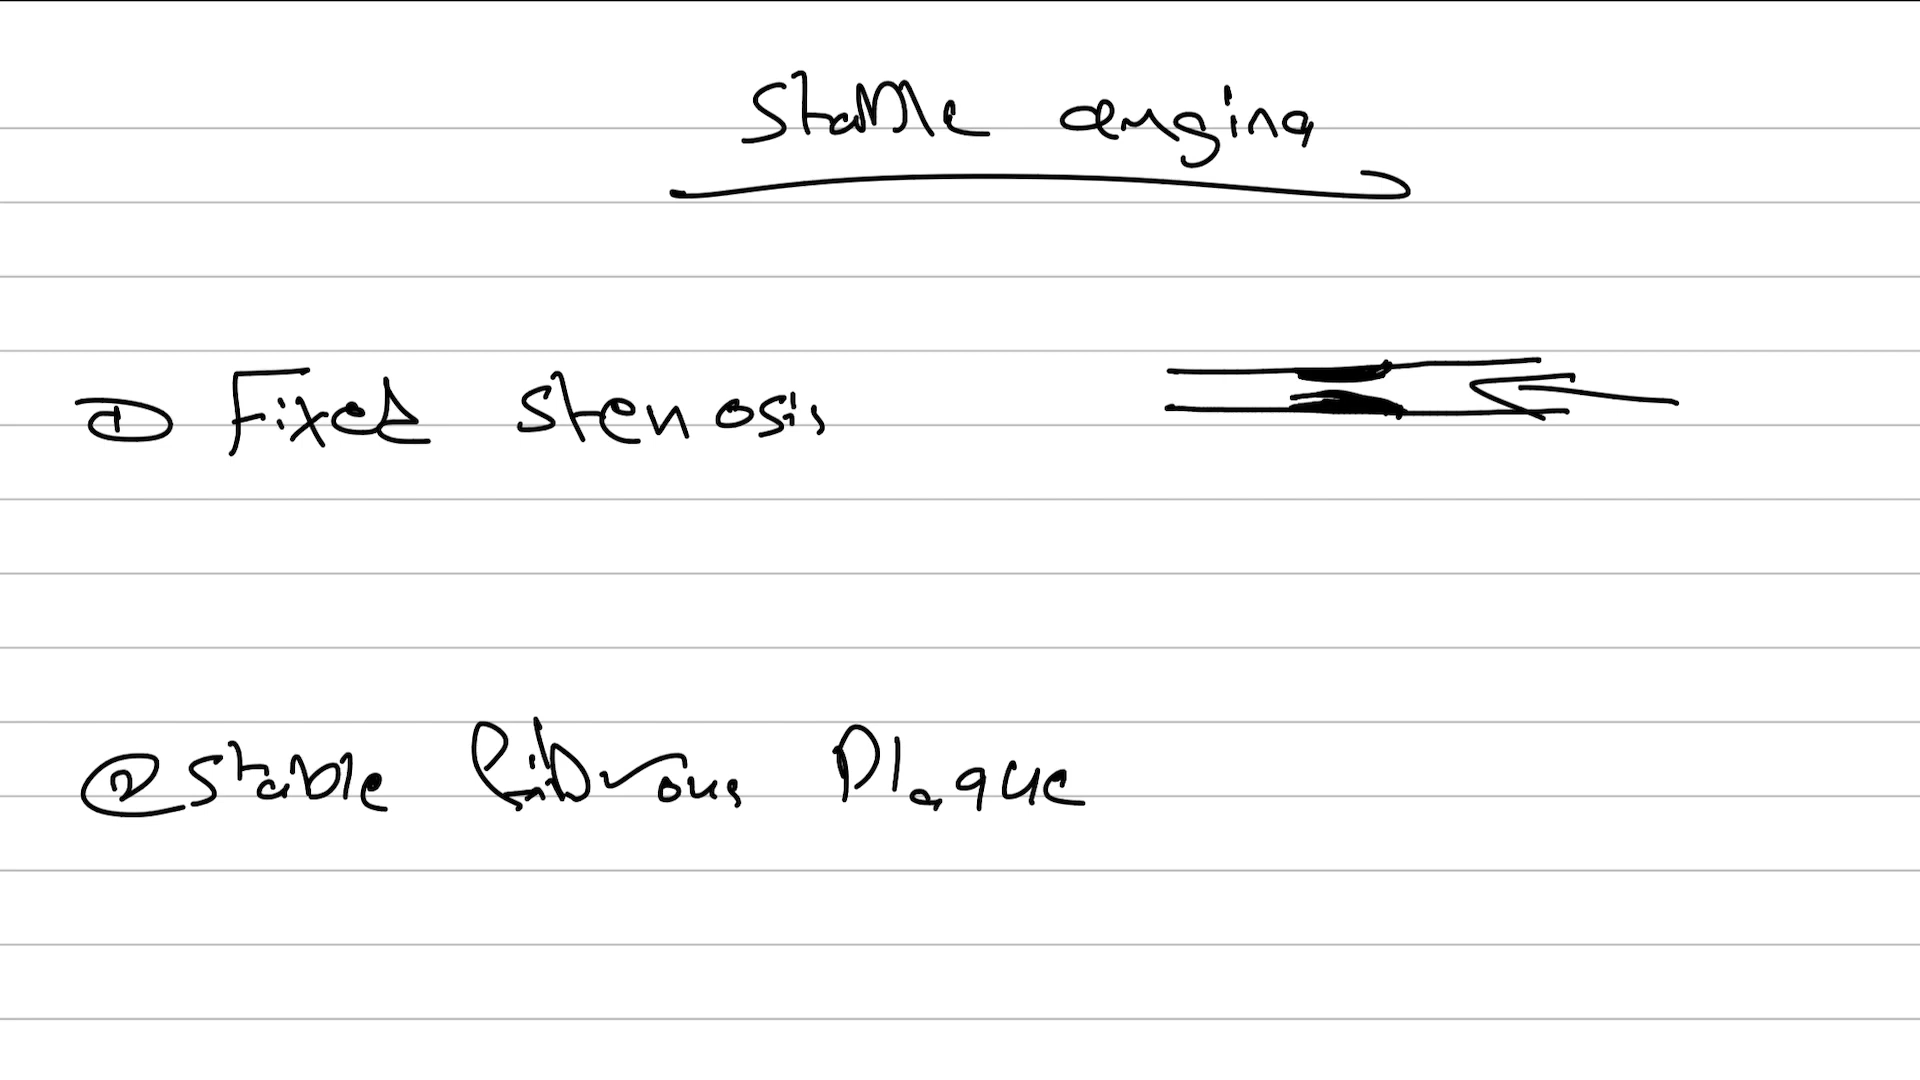 Stable angina
① Fixed stenosis
② stable fibrous Plaque